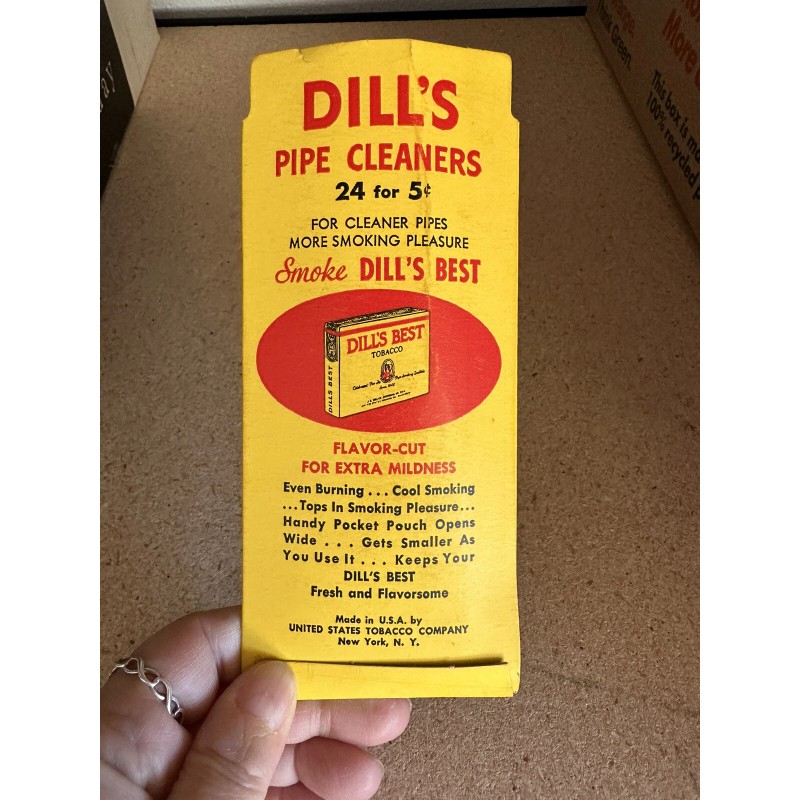 DILL'S
PIPE CLEANERS
24 for 5¢
FOR CLEANER PIPES
MORE SMOKING PLEASURE
Smoke DILL'S BEST
DILL'S BEST
TOBACCO
DILL'S BEST
FLAVOR-CUT
FOR EXTRA MILDNESS
Even Burning . . . Cool Smoking
. . . Tops In Smoking Pleasure . . .
Handy Pocket Pouch Opens
Wide . . . Gets Smaller As
You Use It . . . Keeps Your
DILL'S BEST
Fresh and Flavorsome
Made in U.S.A. by
UNITED STATES TOBACCO COMPANY
New York, N. Y.
Green.
More
This box is
100% recycled